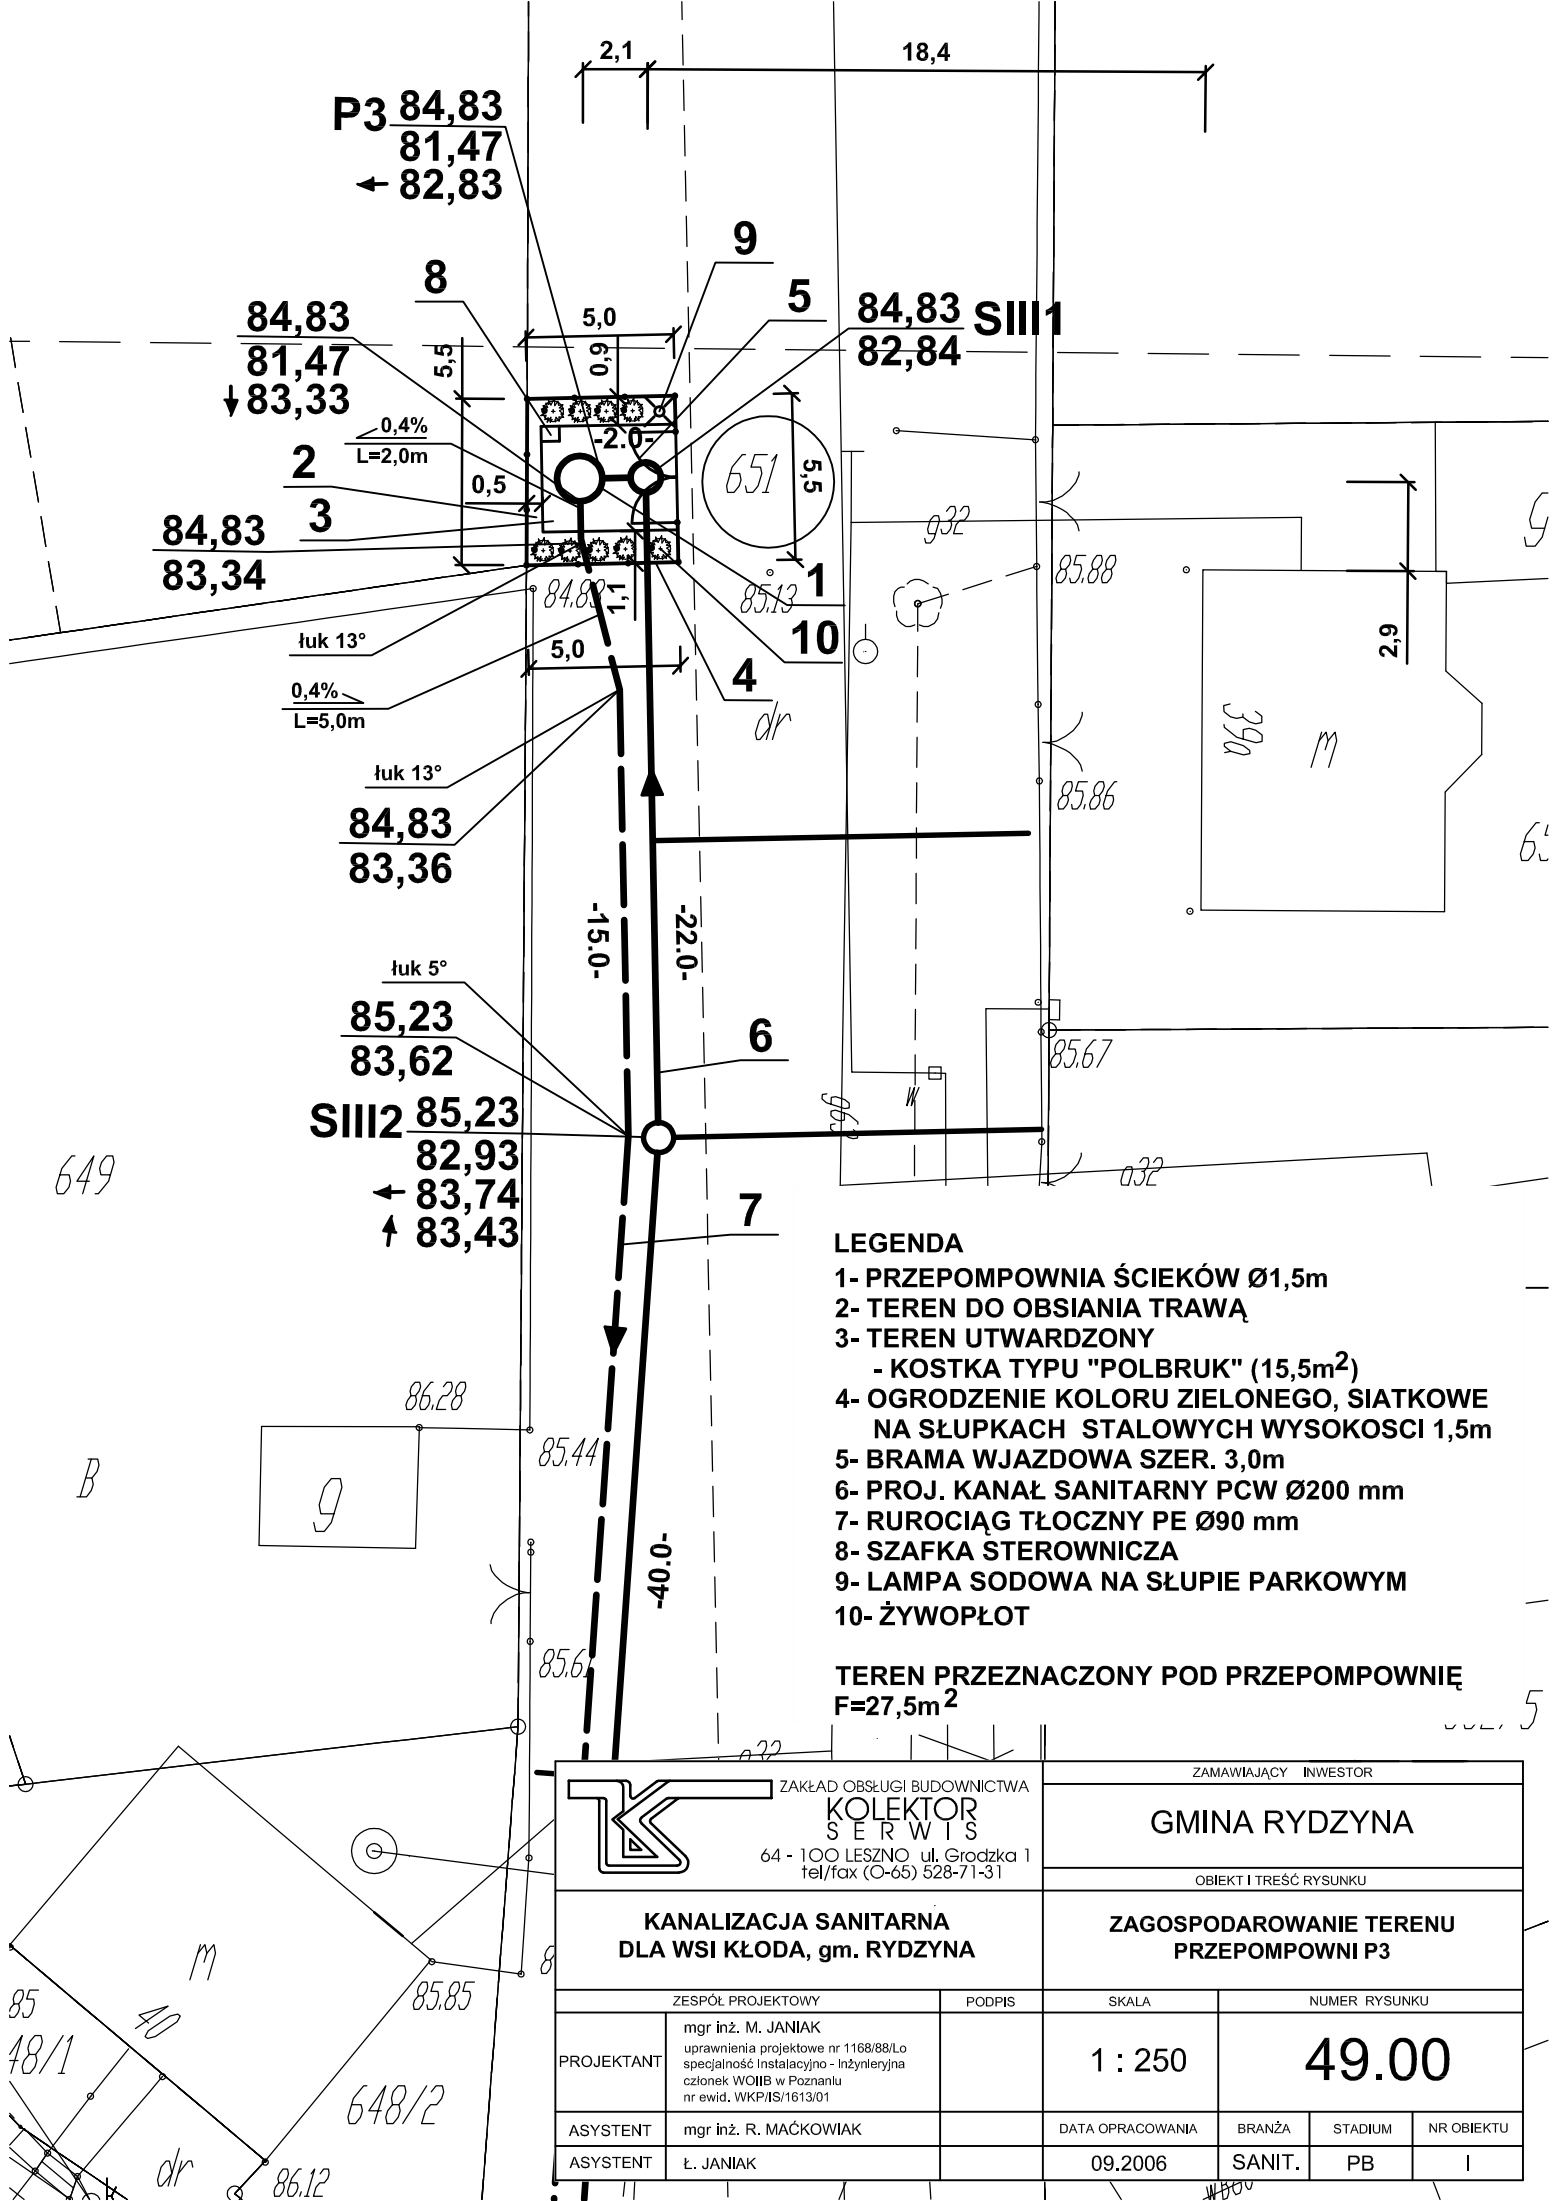 2,1
18,4
P3 84,83
81,47
82,83
9
8
5
84,83 SIII1
82,84
84,83
81,47
83,33
5,0
5,5
0,9
0,4%
L=2,0m
-2.0-
2
0,5
651
5,5
3
g32
84,83
83,34
84.83
1,1
85.13
1
85.88
10
łuk 13°
5,0
4
2,9
0,4%
L=5,0m
dr
39a
m
łuk 13°
85.86
84,83
83,36
-15.0-
-22.0-
łuk 5°
85,23
83,62
6
85.67
w
SIII2 85,23
82,93
83,74
83,43
649
7
LEGENDA
1- PRZEPOMPOWNIA ŚCIEKÓW Ø1,5m
2- TEREN DO OBSIANIA TRAWĄ
3- TEREN UTWARDZONY
- KOSTKA TYPU "POLBRUK" (15,5m²)
4- OGRODZENIE KOLORU ZIELONEGO, SIATKOWE
NA SŁUPKACH STALOWYCH WYSOKOSCI 1,5m
5- BRAMA WJAZDOWA SZER. 3,0m
6- PROJ. KANAŁ SANITARNY PCW Ø200 mm
7- RUROCIĄG TŁOCZNY PE Ø90 mm
8- SZAFKA STEROWNICZA
9- LAMPA SODOWA NA SŁUPIE PARKOWYM
10- ŻYWOPŁOT
TEREN PRZEZNACZONY POD PRZEPOMPOWNIĘ
F=27,5m²
86.28
85.44
B
g
-40.0-
ZAKŁAD OBSŁUGI BUDOWNICTWA
KOLEKTOR
SERWIS
64 - 100 LESZNO ul. Grodzka 1
tel/fax (0-65) 528-71-31
ZAMAWIAJĄCY INWESTOR
GMINA RYDZYNA
OBIEKT I TREŚĆ RYSUNKU
KANALIZACJA SANITARNA
DLA WSI KŁODA, gm. RYDZYNA
ZAGOSPODAROWANIE TERENU
PRZEPOMPOWNI P3
ZESPÓŁ PROJEKTOWY
PODPIS
SKALA
NUMER RYSUNKU
PROJEKTANT
mgr inż. M. JANIAK
uprawnienia projektowe nr 1168/88/Lo
specjalność Instalacyjno - Inżynieryjna
członek WOIIB w Poznaniu
nr ewid. WKP/IS/1613/01
1 : 250
49.00
ASYSTENT
mgr inż. R. MAĆKOWIAK
DATA OPRACOWANIA
BRANŻA
STADIUM
NR OBIEKTU
ASYSTENT
Ł. JANIAK
09.2006
SANIT.
PB
I
m
40
85.85
648/2
dr
86.12